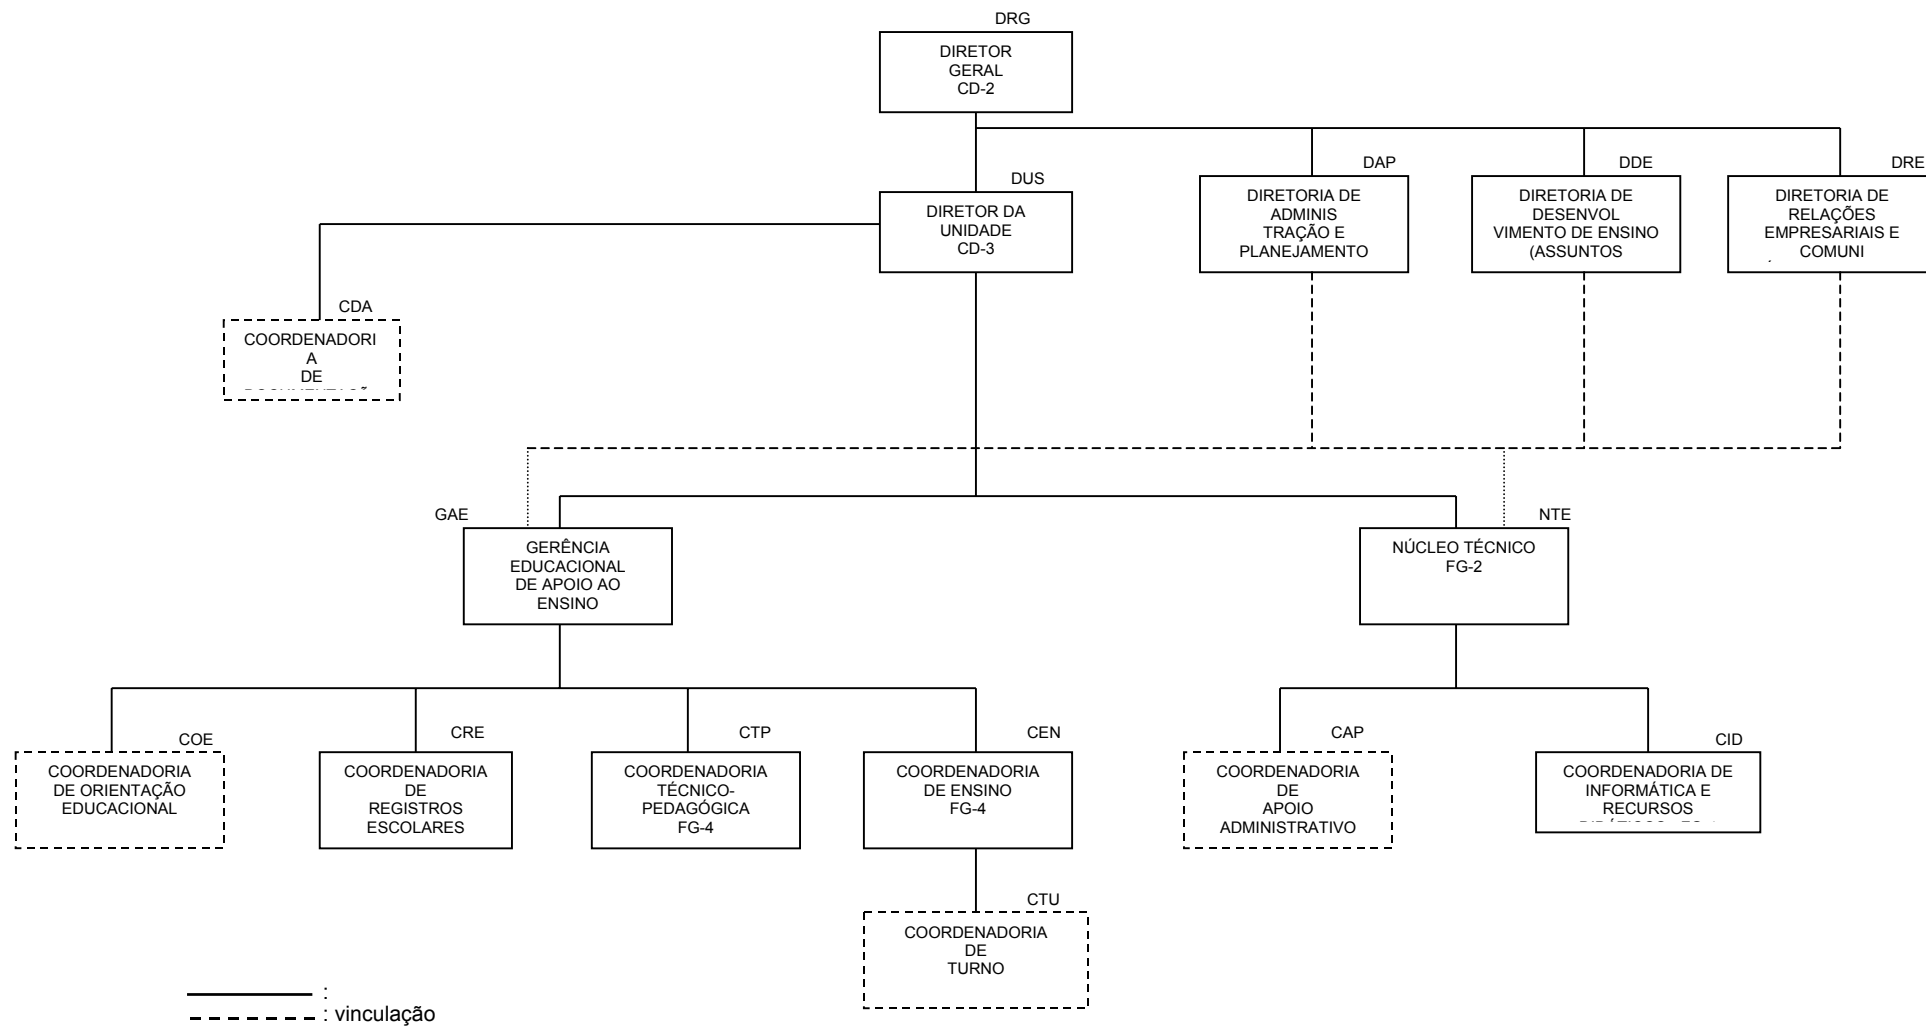 DRG
DIRETOR
GERAL
CD-2
DUS
DIRETOR DA
UNIDADE
CD-3
DAP
DIRETORIA DE
ADMINIS
TRAÇÃO E
PLANEJAMENTO
DDE
DIRETORIA DE
DESENVOL
VIMENTO DE ENSINO
(ASSUNTOS
DRE
DIRETORIA DE
RELAÇÕES
EMPRESARIAIS E
COMUNI
CDA
COORDENADORI
A
DE
GAE
GERÊNCIA
EDUCACIONAL
DE APOIO AO
ENSINO
NTE
NÚCLEO TÉCNICO
FG-2
COE
COORDENADORIA
DE ORIENTAÇÃO
EDUCACIONAL
CRE
COORDENADORIA
DE
REGISTROS
ESCOLARES
CTP
COORDENADORIA
TÉCNICO-
PEDAGÓGICA
FG-4
CEN
COORDENADORIA
DE ENSINO
FG-4
CAP
COORDENADORIA
DE
APOIO
ADMINISTRATIVO
CID
COORDENADORIA DE
INFORMÁTICA E
RECURSOS
CTU
COORDENADORIA
DE
TURNO
:
: vinculação